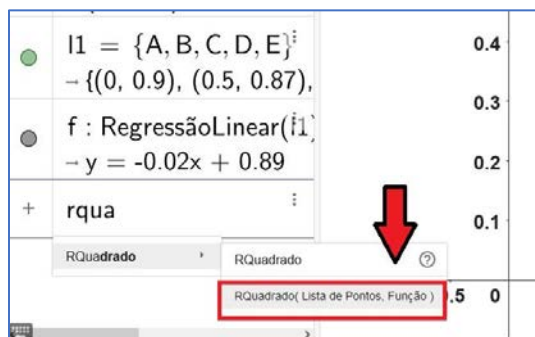 l1 = {A, B, C, D, E}
→ {(0, 0.9), (0.5, 0.87),
f : RegressãoLinear(l1)
→ y = -0.02x + 0.89
+ rqua
RQuadrado
RQuadrado
RQuadrado( Lista de Pontos, Função )
0.4
0.3
0.2
0.1
.5 0